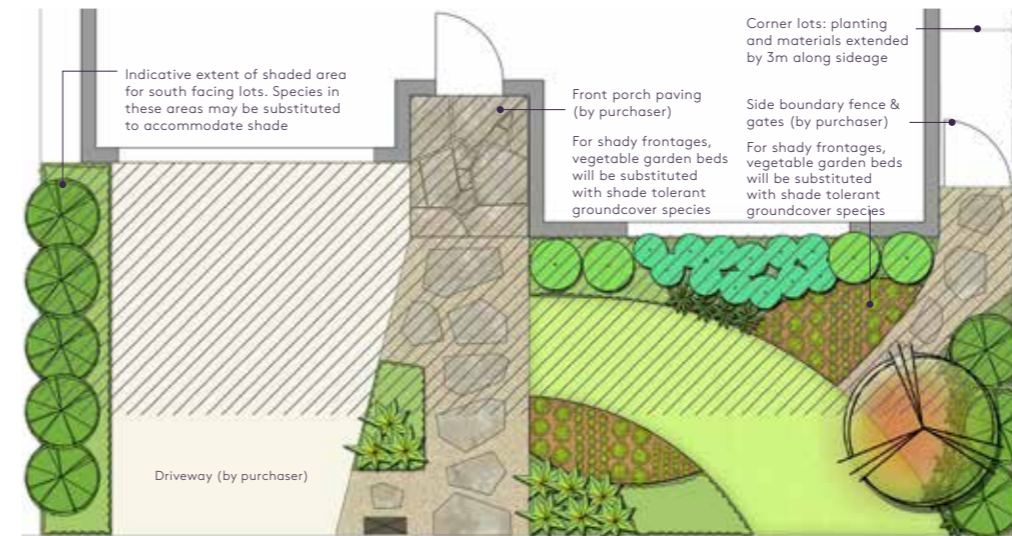 Indicative extent of shaded area
for south facing lots. Species in
these areas may be substituted
to accommodate shade
Front porch paving
(by purchaser)
For shady frontages,
vegetable garden beds
will be substituted
with shade tolerant
groundcover species
Corner lots: planting
and materials extended
by 3m along sideage
Side boundary fence &
gates (by purchaser)
For shady frontages,
vegetable garden beds
will be substituted
with shade tolerant
groundcover species
Driveway (by purchaser)